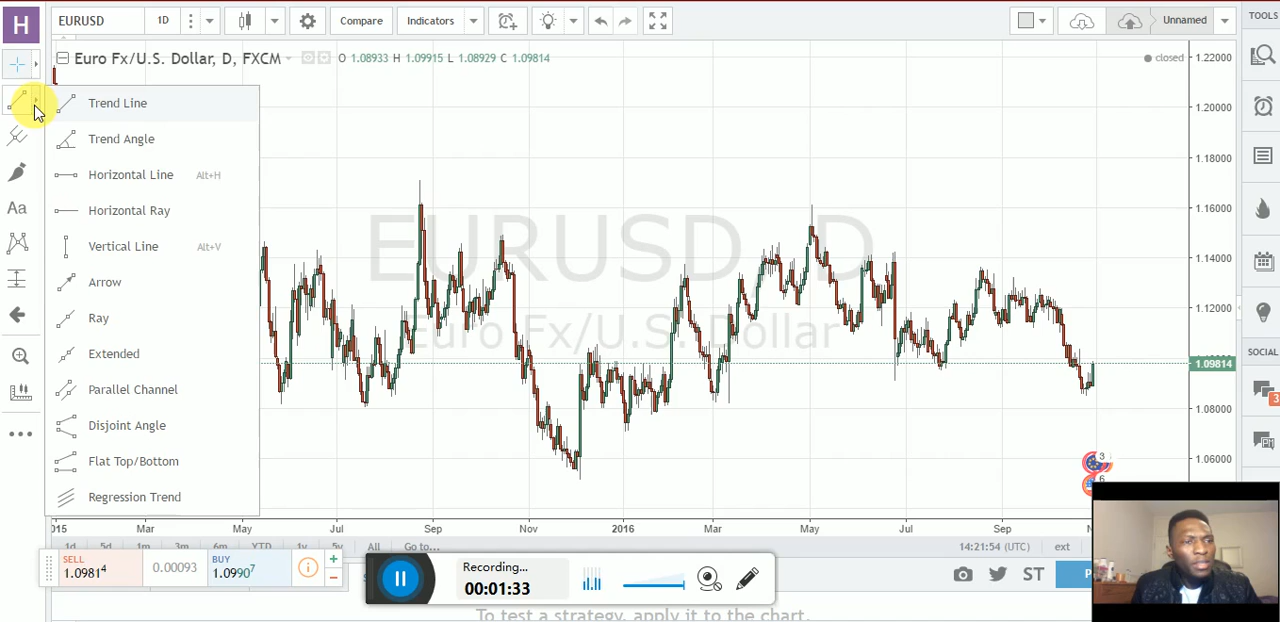 H
EURUSD
1D
Compare
Indicators
Unnamed
TOOLS
Euro Fx/U.S. Dollar, D, FXCM
O 1.08933 H 1.09915 L 1.08929 C 1.09814
closed
1.22000
1.20000
1.18000
1.16000
1.14000
1.12000
1.09814
1.08000
1.06000
EURUSD, D
Euro Fx/U.S. Dollar
Trend Line
Trend Angle
Horizontal Line Alt+H
Horizontal Ray
Vertical Line Alt+V
Arrow
Ray
Extended
Parallel Channel
Disjoint Angle
Flat Top/Bottom
Regression Trend
Aa
SOCIAL
3
3
6
2015 Mar May Jul Sep Nov 2016 Mar May Jul Sep
1d 5d 1m 3m 6m YTD 1y 5y All Go to...
14:21:54 (UTC)
ext
SELL
1.0981⁴
0.00093
BUY
1.0990⁷
Recording...
00:01:33
ST
P
To test a strategy, apply it to the chart.